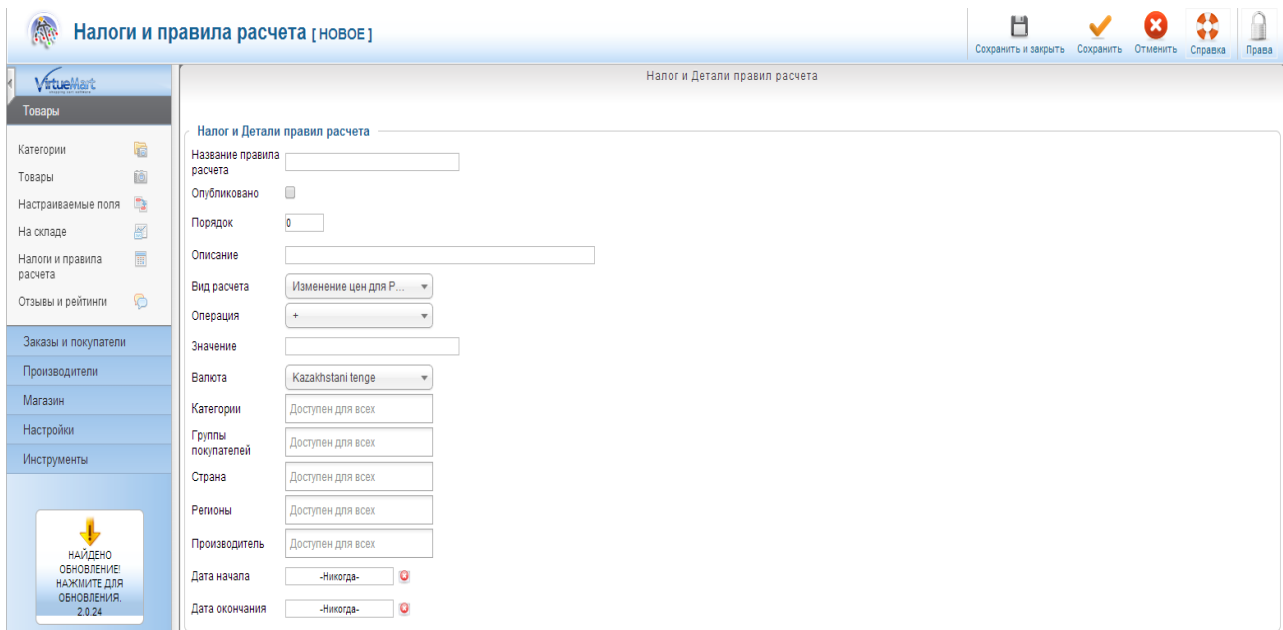 Налоги и правила расчета [ НОВОЕ ]
Сохранить и закрыть
Сохранить
Отменить
Справка
Права
VirtueMart
Товары
Категории
Товары
Настраиваемые поля
На складе
Налоги и правила
расчета
Отзывы и рейтинги
Заказы и покупатели
Производители
Магазин
Настройки
Инструменты
НАЙДЕНО
ОБНОВЛЕНИЕ!
НАЖМИТЕ ДЛЯ
ОБНОВЛЕНИЯ.
2.0.24
Налог и Детали правил расчета
Налог и Детали правил расчета
Название правила
расчета
Опубликовано
Порядок 0
Описание
Вид расчета Изменение цен для Р...
Операция +
Значение
Валюта Kazakhstani tenge
Категории Доступен для всех
Группы
покупателей Доступен для всех
Страна Доступен для всех
Регионы Доступен для всех
Производитель Доступен для всех
Дата начала -Никогда-
Дата окончания -Никогда-